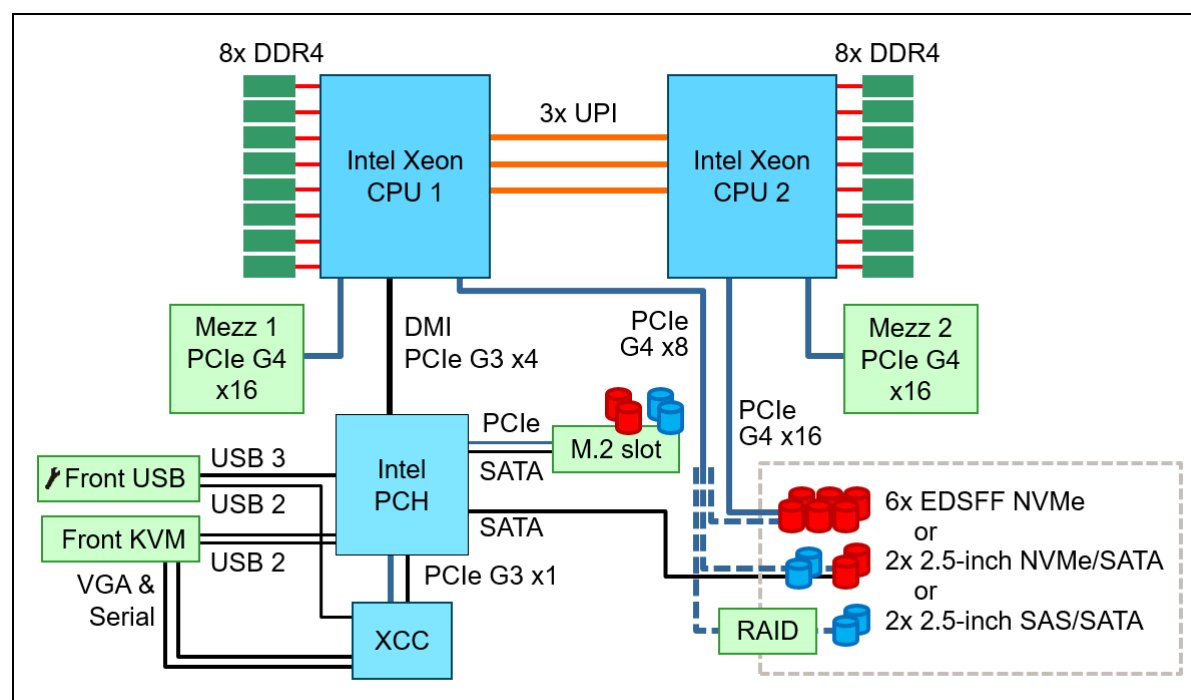 8x DDR4
8x DDR4
3x UPI
Intel Xeon
CPU 1
Intel Xeon
CPU 2
Mezz 1
PCIe G4
x16
DMI
PCIe G3 x4
PCIe
G4 x8
Mezz 2
PCIe G4
x16
PCIe
G4 x16
PCIe
M.2 slot
SATA
Intel
PCH
USB 3
Front USB
USB 2
SATA
Front KVM
USB 2
VGA &
Serial
PCIe G3 x1
XCC
6x EDSFF NVMe
or
2x 2.5-inch NVMe/SATA
or
RAID
2x 2.5-inch SAS/SATA